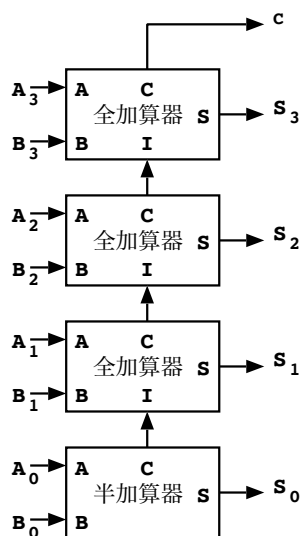 C
A3 A C
全加算器 S S3
B3 B I
A2 A C
全加算器 S S2
B2 B I
A1 A C
全加算器 S S1
B1 B I
A0 A C
半加算器 S S0
B0 B